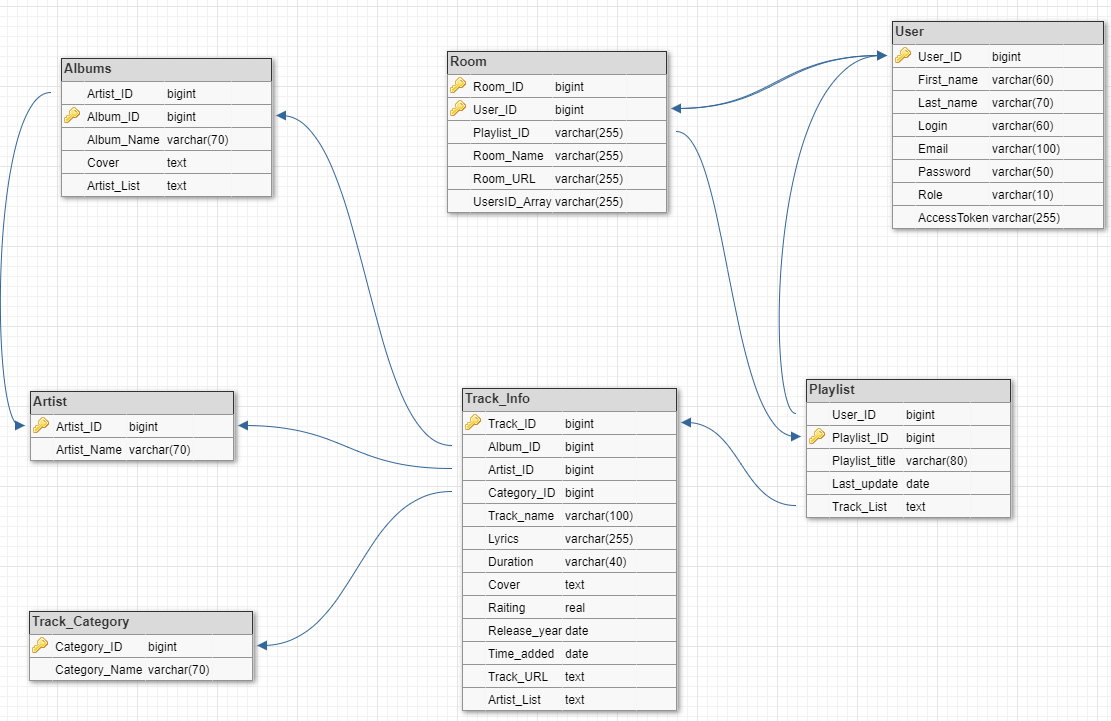 Albums
Artist_ID bigint
Album_ID bigint
Album_Name varchar(70)
Cover text
Artist_List text
Room
Room_ID bigint
User_ID bigint
Playlist_ID varchar(255)
Room_Name varchar(255)
Room_URL varchar(255)
UsersID_Array varchar(255)
User
User_ID bigint
First_name varchar(60)
Last_name varchar(70)
Login varchar(60)
Email varchar(100)
Password varchar(50)
Role varchar(10)
AccessToken varchar(255)
Artist
Artist_ID bigint
Artist_Name varchar(70)
Track_Info
Track_ID bigint
Album_ID bigint
Artist_ID bigint
Category_ID bigint
Track_name varchar(100)
Lyrics varchar(255)
Duration varchar(40)
Cover text
Raiting real
Release_year date
Time_added date
Track_URL text
Artist_List text
Playlist
User_ID bigint
Playlist_ID bigint
Playlist_title varchar(80)
Last_update date
Track_List text
Track_Category
Category_ID bigint
Category_Name varchar(70)